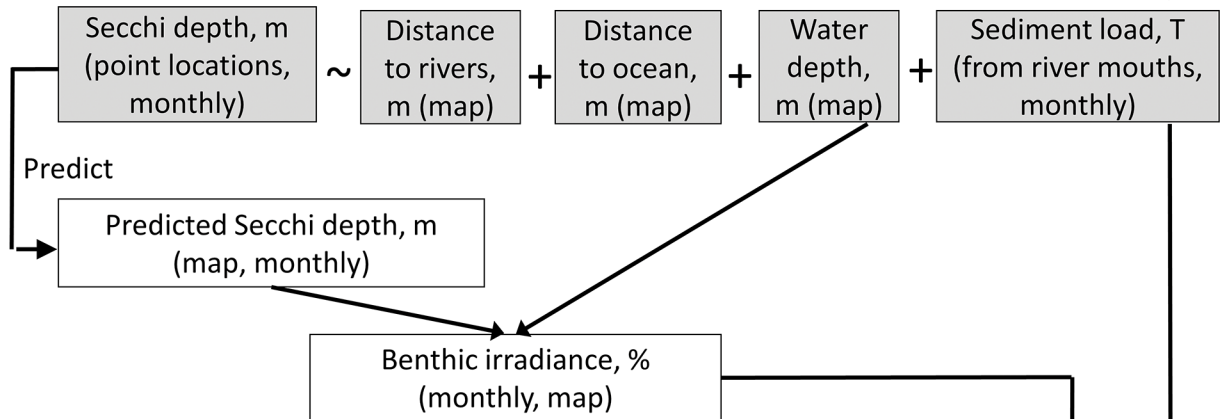 Secchi depth, m
(point locations,
monthly)
~
Distance
to rivers,
m (map)
+
Distance
to ocean,
m (map)
+
Water
depth,
m (map)
+
Sediment load, T
(from river mouths,
monthly)
Predict
Predicted Secchi depth, m
(map, monthly)
Benthic irradiance, %
(monthly, map)